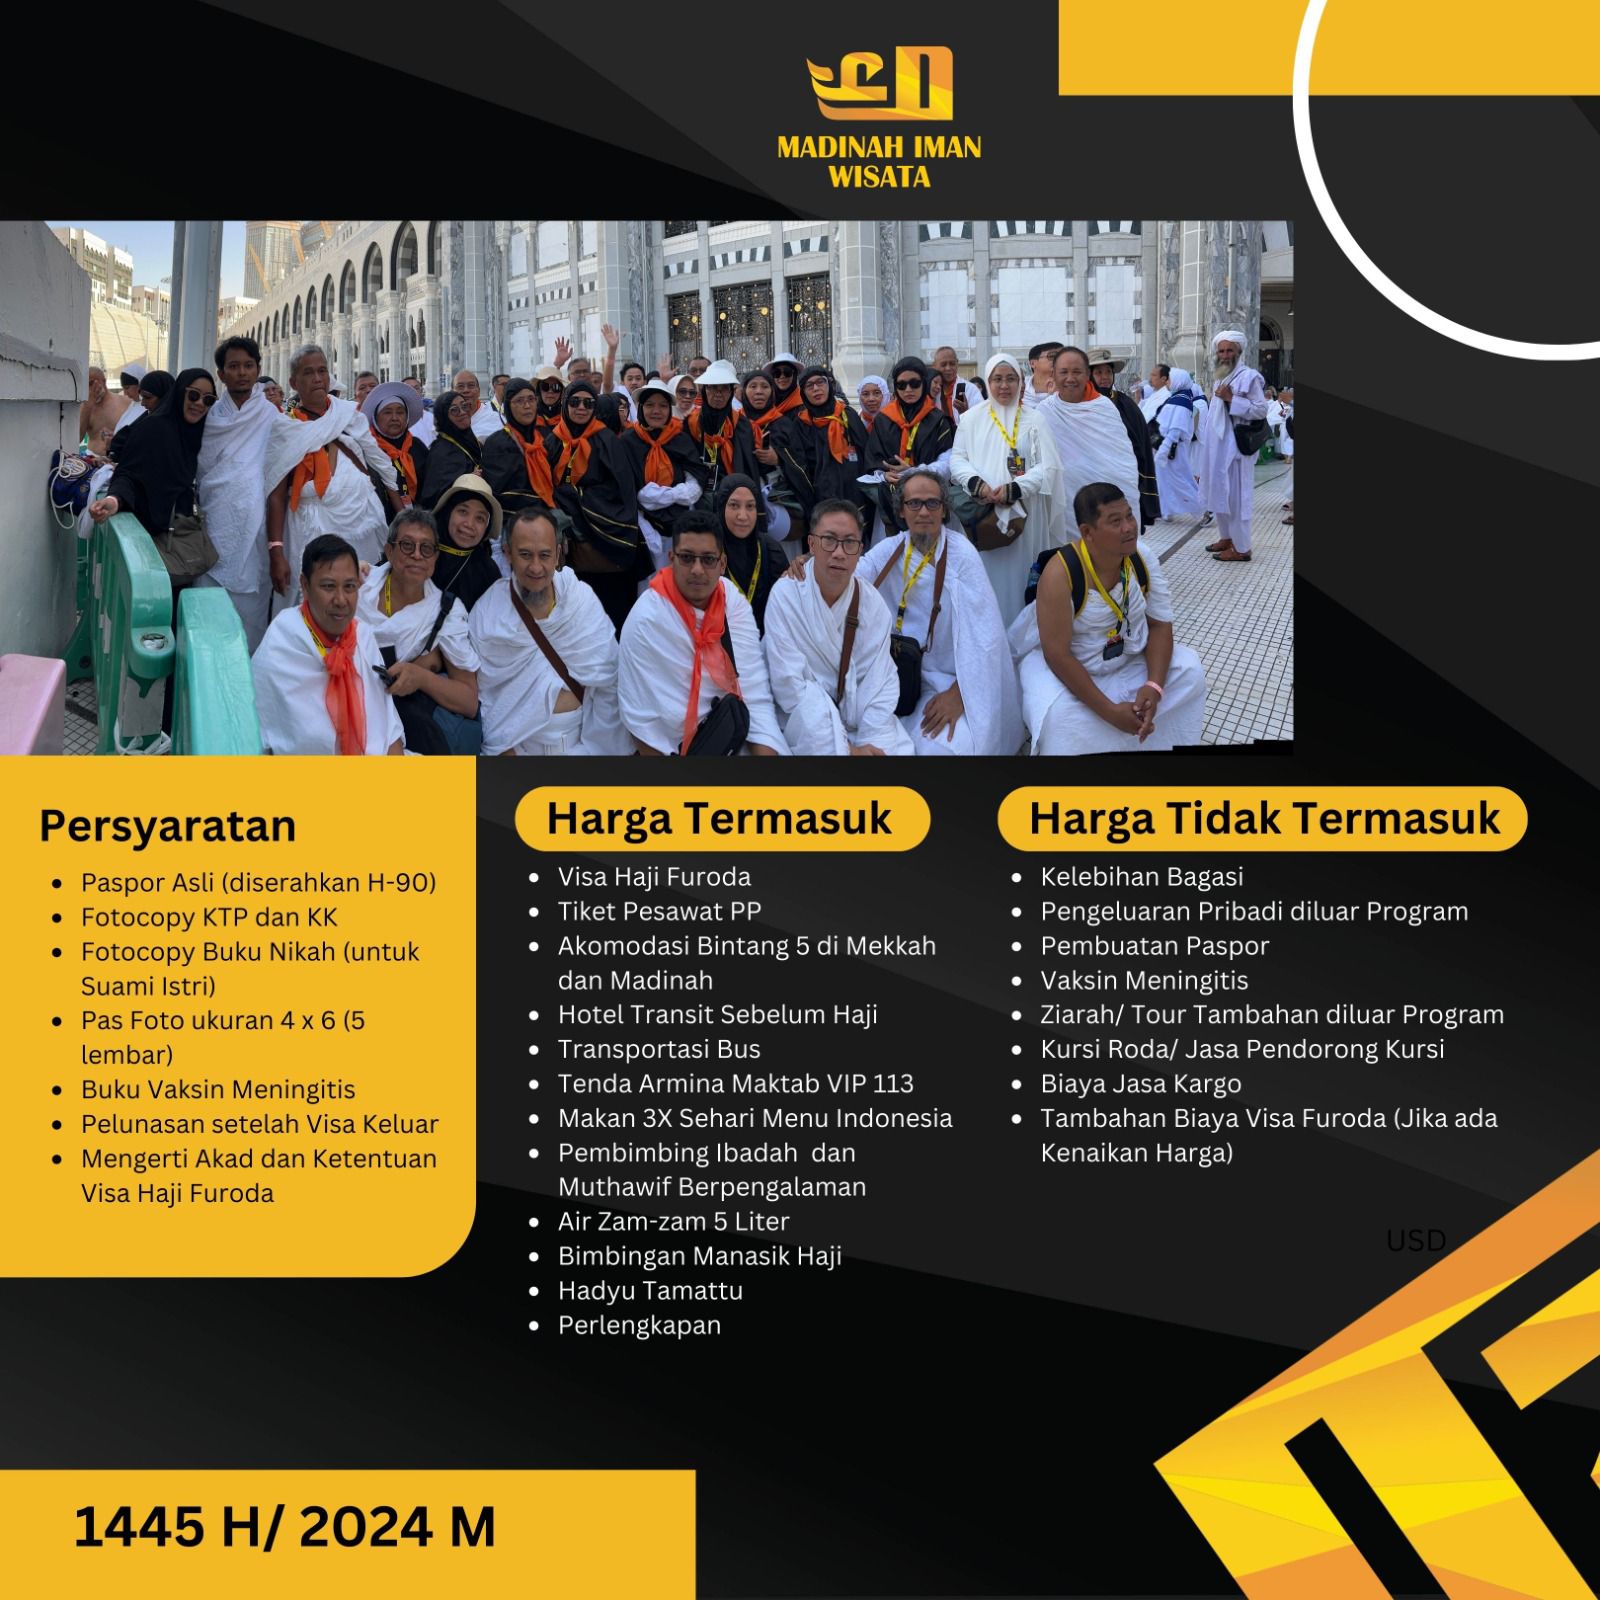 MADINAH IMAN
WISATA
Persyaratan
• Paspor Asli (diserahkan H-90)
• Fotocopy KTP dan KK
• Fotocopy Buku Nikah (untuk
Suami Istri)
• Pas Foto ukuran 4 x 6 (5
lembar)
• Buku Vaksin Meningitis
• Pelunasan setelah Visa Keluar
• Mengerti Akad dan Ketentuan
Visa Haji Furoda
Harga Termasuk
• Visa Haji Furoda
• Tiket Pesawat PP
• Akomodasi Bintang 5 di Mekkah
dan Madinah
• Hotel Transit Sebelum Haji
• Transportasi Bus
• Tenda Armina Maktab VIP 113
• Makan 3X Sehari Menu Indonesia
• Pembimbing Ibadah  dan
Muthawif Berpengalaman
• Air Zam-zam 5 Liter
• Bimbingan Manasik Haji
• Hadyu Tamattu
• Perlengkapan
Harga Tidak Termasuk
• Kelebihan Bagasi
• Pengeluaran Pribadi diluar Program
• Pembuatan Paspor
• Vaksin Meningitis
• Ziarah/ Tour Tambahan diluar Program
• Kursi Roda/ Jasa Pendorong Kursi
• Biaya Jasa Kargo
• Tambahan Biaya Visa Furoda (Jika ada
Kenaikan Harga)
USD
1445 H/ 2024 M